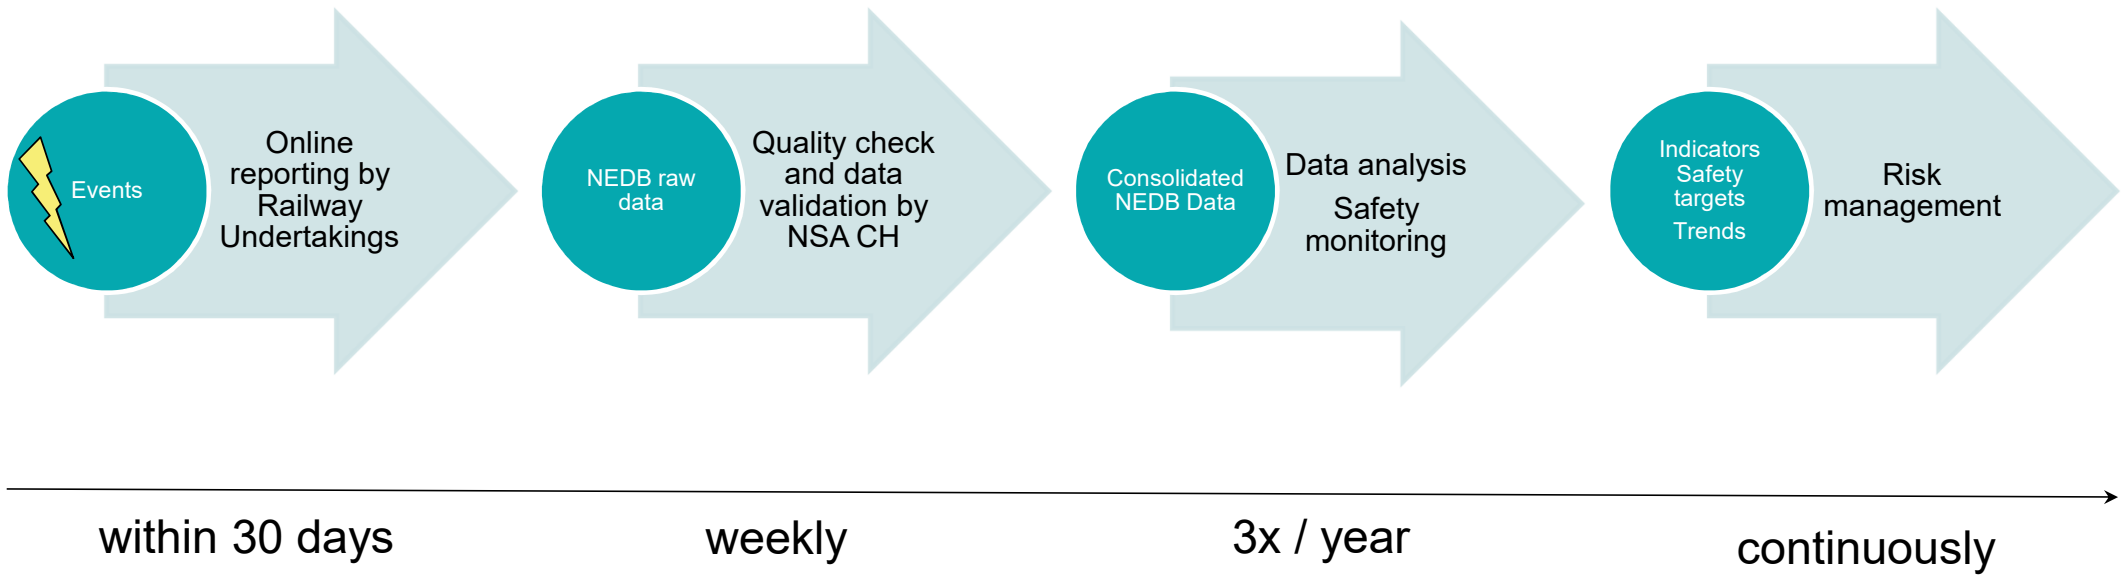 Events
Online
reporting by
Railway
Undertakings
NEDB raw
data
Quality check
and data
validation by
NSA CH
Consolidated
NEDB Data
Data analysis
Safety
monitoring
Indicators
Safety
targets
Trends
Risk
management
within 30 days
weekly
3x / year
continuously